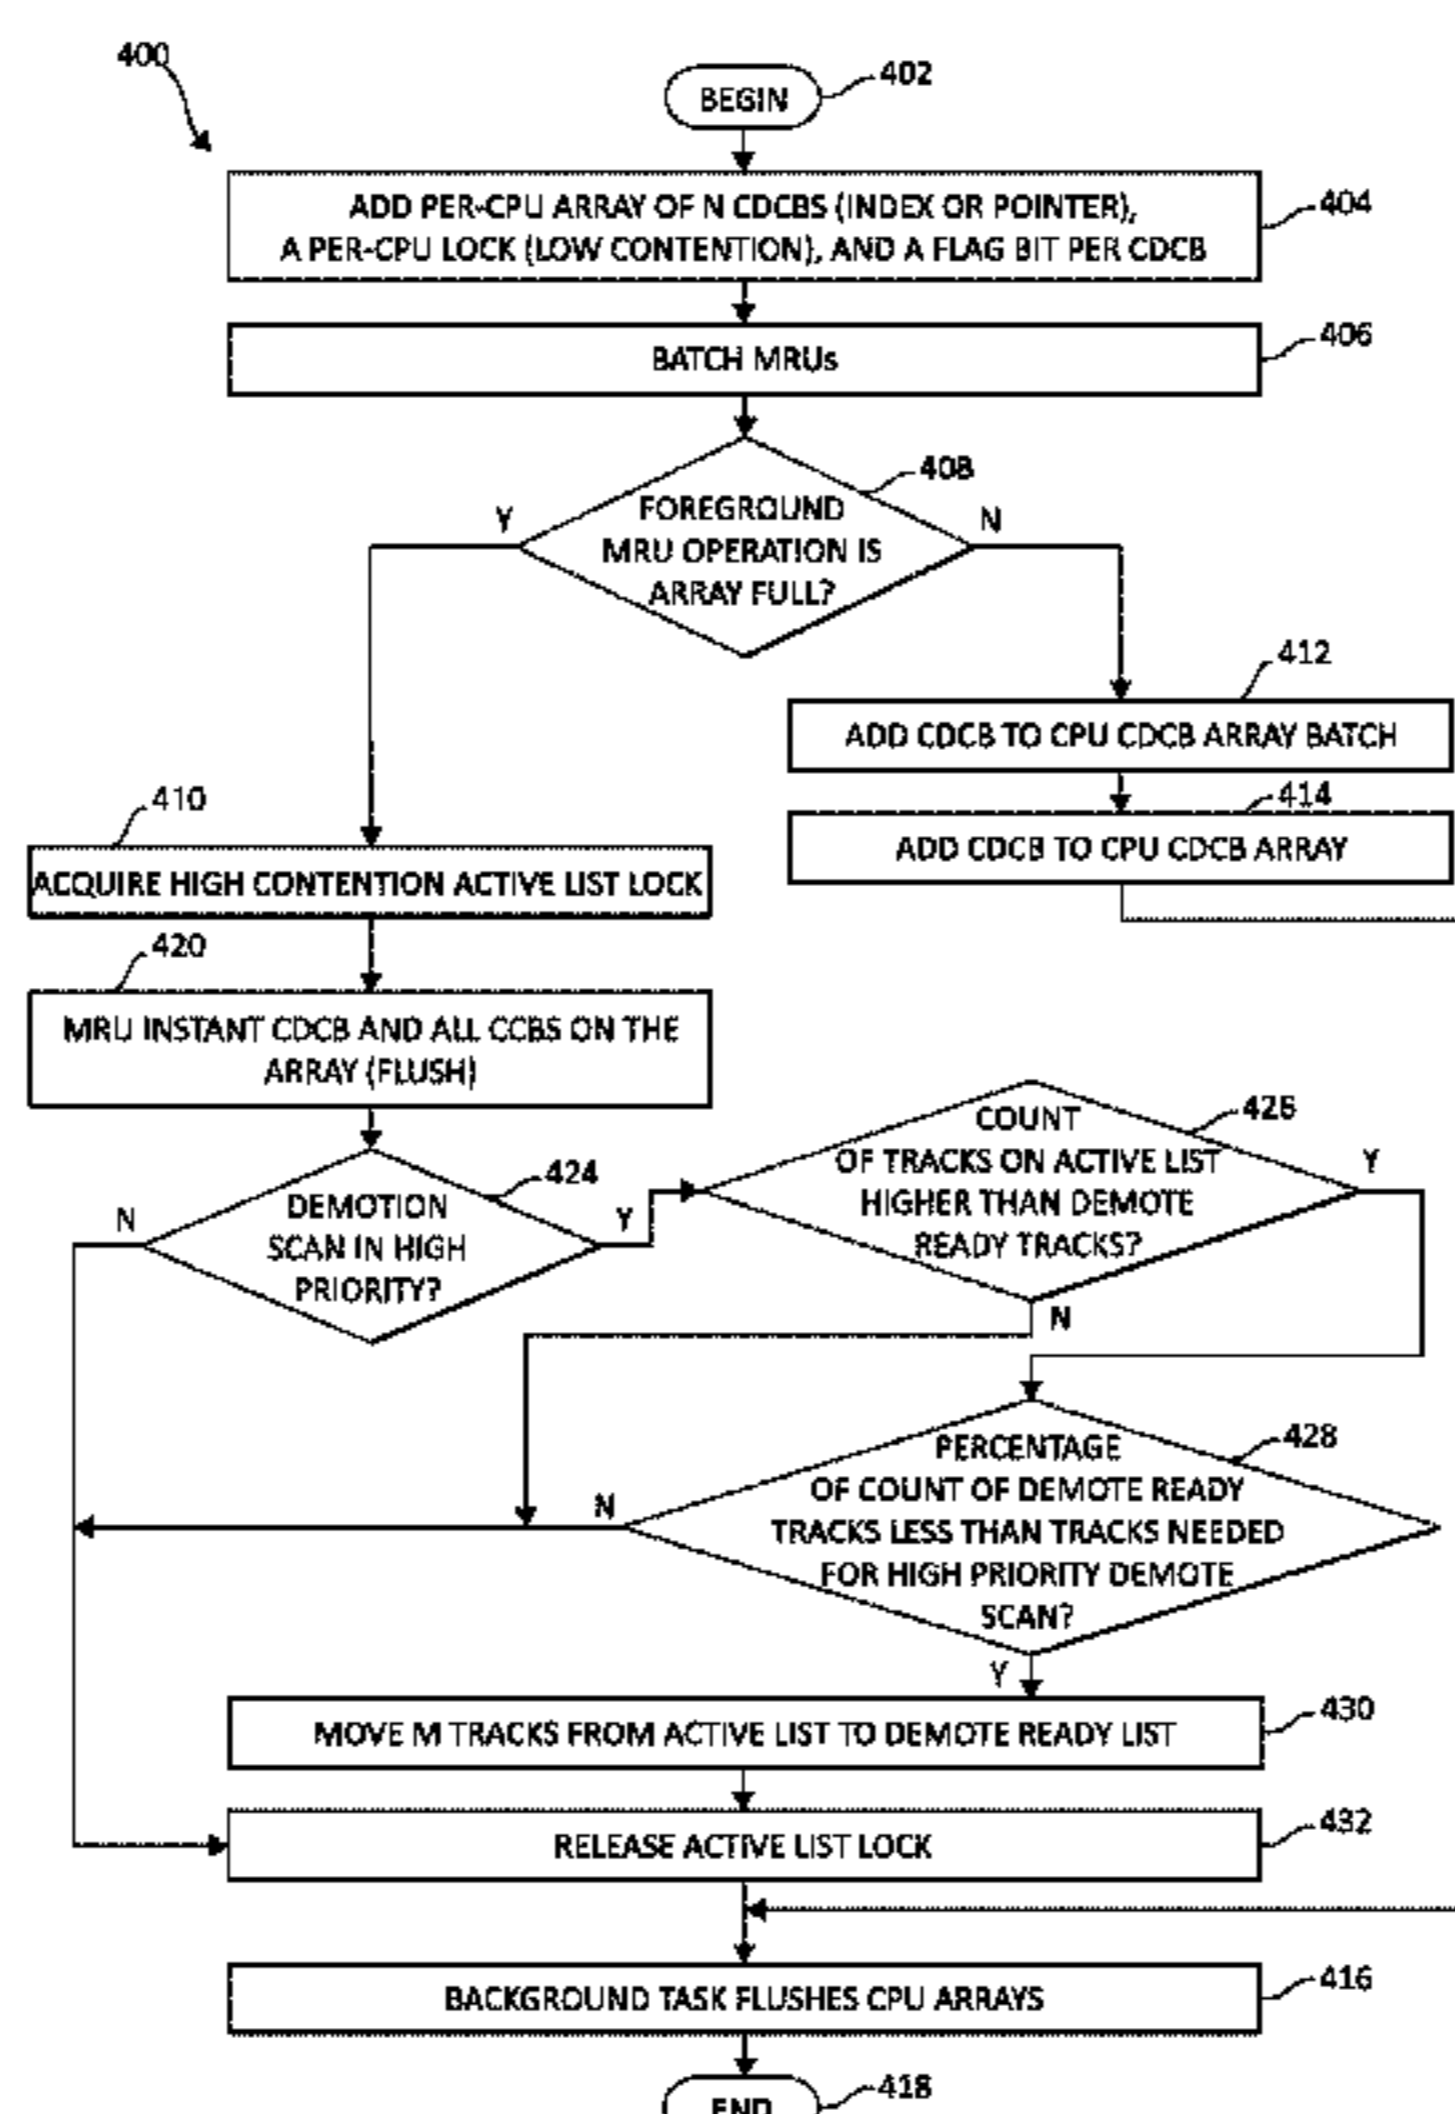 400
BEGIN
402
ADD PER-CPU ARRAY OF N CDCBS (INDEX OR POINTER),
A PER-CPU LOCK (LOW CONTENTION), AND A FLAG BIT PER CDCB
404
BATCH MRUs
406
408
FOREGROUND
MRU OPERATION IS
ARRAY FULL?
Y
N
412
ADD CDCB TO CPU CDCB ARRAY BATCH
414
ADD CDCB TO CPU CDCB ARRAY
410
ACQUIRE HIGH CONTENTION ACTIVE LIST LOCK
420
MRU INSTANT CDCB AND ALL CCBS ON THE
ARRAY (FLUSH)
424
DEMOTION
SCAN IN HIGH
PRIORITY?
N
Y
426
COUNT
OF TRACKS ON ACTIVE LIST
HIGHER THAN DEMOTE
READY TRACKS?
Y
N
428
PERCENTAGE
OF COUNT OF DEMOTE READY
TRACKS LESS THAN TRACKS NEEDED
FOR HIGH PRIORITY DEMOTE
SCAN?
N
Y
MOVE M TRACKS FROM ACTIVE LIST TO DEMOTE READY LIST
430
RELEASE ACTIVE LIST LOCK
432
BACKGROUND TASK FLUSHES CPU ARRAYS
416
END
418